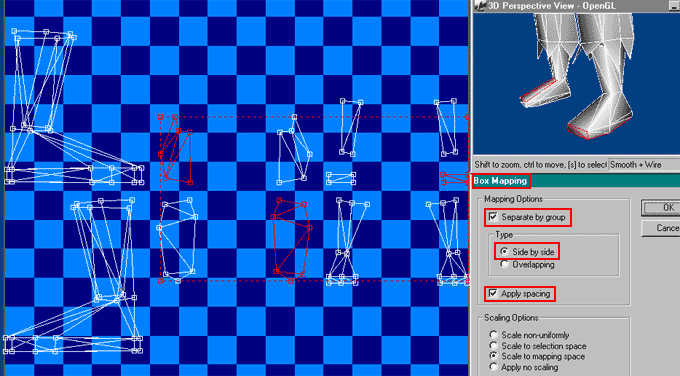 3D Perspective View - OpenGL
Shift to zoom, ctrl to move, [s] to select
Smooth + Wire
Box Mapping
Mapping Options
OK
Separate by group
Cance
Type
Side by side
Overlapping
Apply spacing
Scaling Options
Scale non-uniformly
Scale to selection space
Scale to mapping space
Apply no scaling